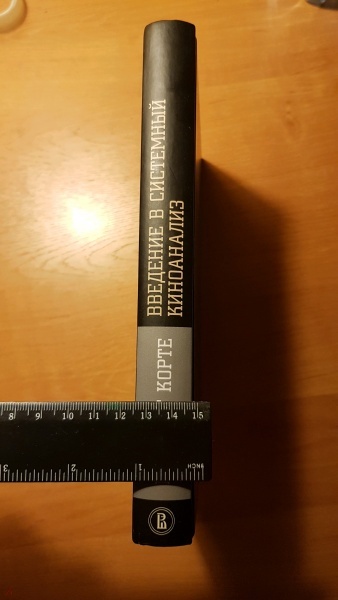 ВВЕДЕНИЕ В СИСТЕМНЫЙ
КИНОАНАЛИЗ
КОРТЕ
8 9 10 11 12 13 14 15
3 2 1 INCH